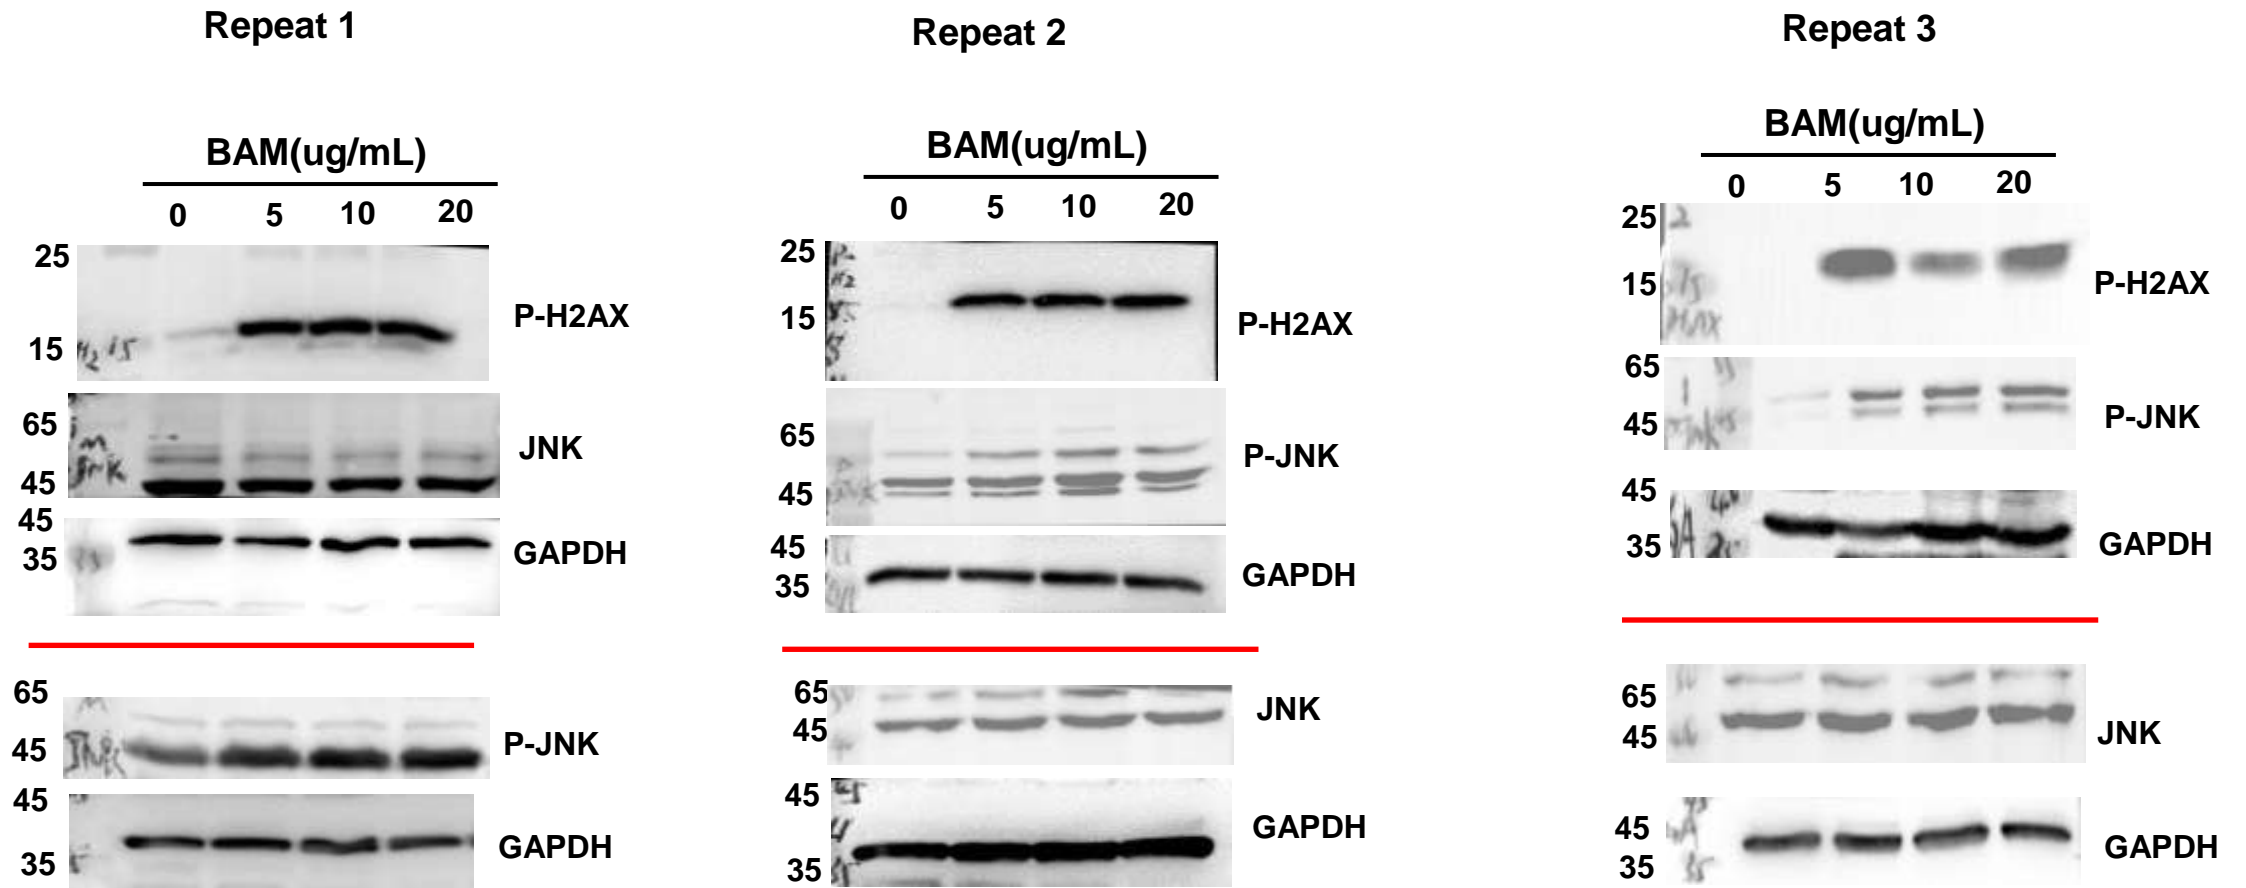 Repeat 1
BAM(ug/mL)
0 5 10 20
25
15
P-H2AX
65
45
JNK
45
35
GAPDH
65
45
P-JNK
45
35
GAPDH
Repeat 2
BAM(ug/mL)
0 5 10 20
25
15
P-H2AX
65
45
P-JNK
45
35
GAPDH
65
45
JNK
45
35
GAPDH
Repeat 3
BAM(ug/mL)
0 5 10 20
25
15
P-H2AX
65
45
P-JNK
45
35
GAPDH
65
45
JNK
45
35
GAPDH